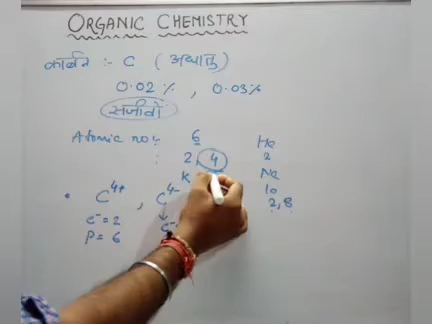 ORGANIC CHEMISTRY
कार्बन :- C (अधातु)
0.02 % , 0.03%
सजीवों
Atomic no: 6
: 2, 4
K
He
2
Ne
10
2, 8
• C4+ , C4-
e- = 2 e-
P = 6